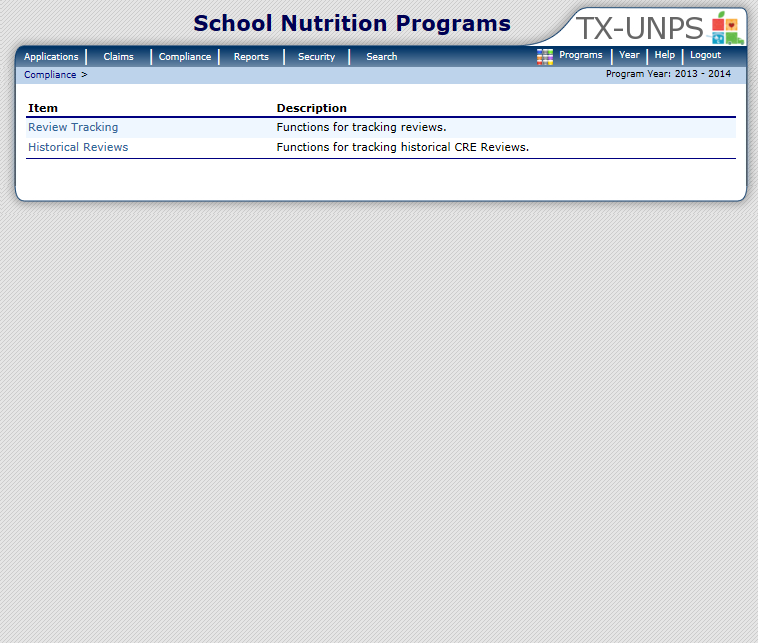 School Nutrition Programs
TX-UNPS
Applications Claims Compliance Reports Security Search Programs Year Help Logout
Compliance > Program Year: 2013 - 2014
Item Description
Review Tracking Functions for tracking reviews.
Historical Reviews Functions for tracking historical CRE Reviews.